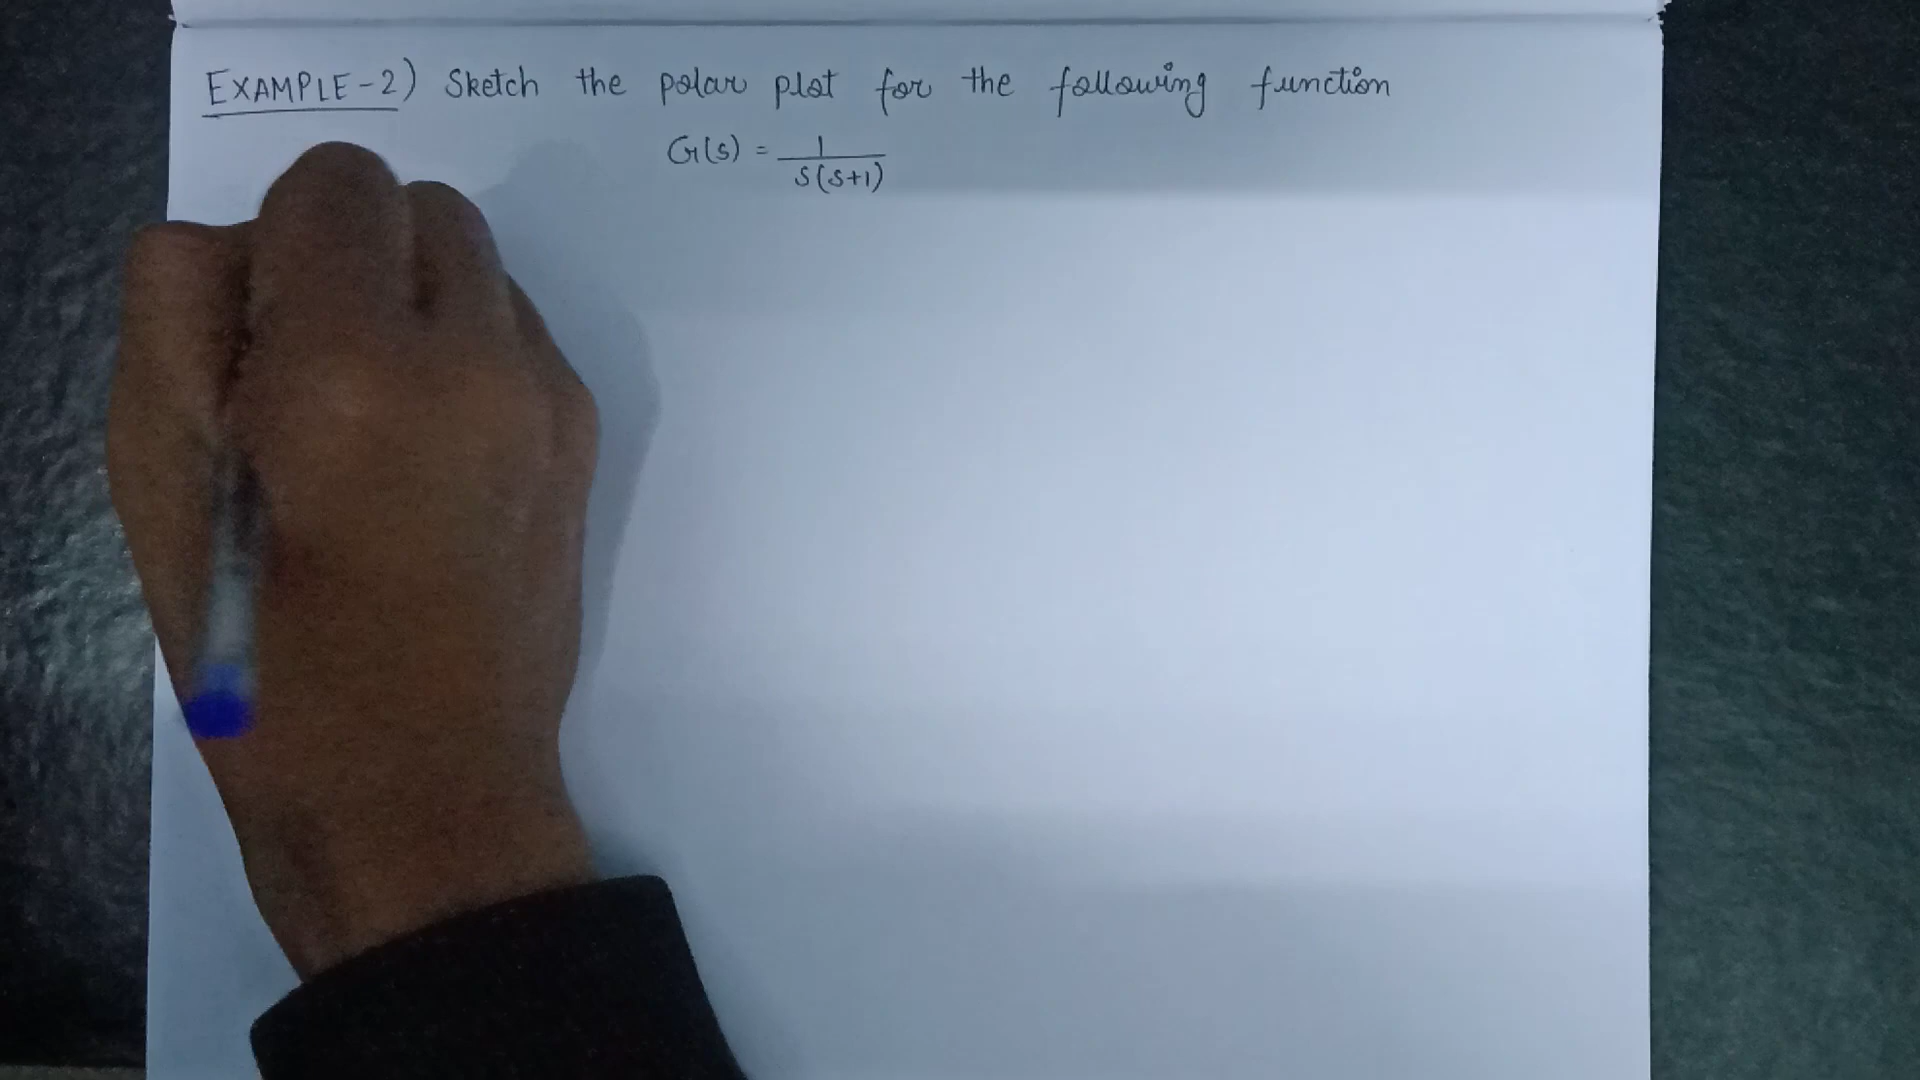 EXAMPLE-2) Sketch the polar plot for the following function
G(s) = 1/s(s+1)